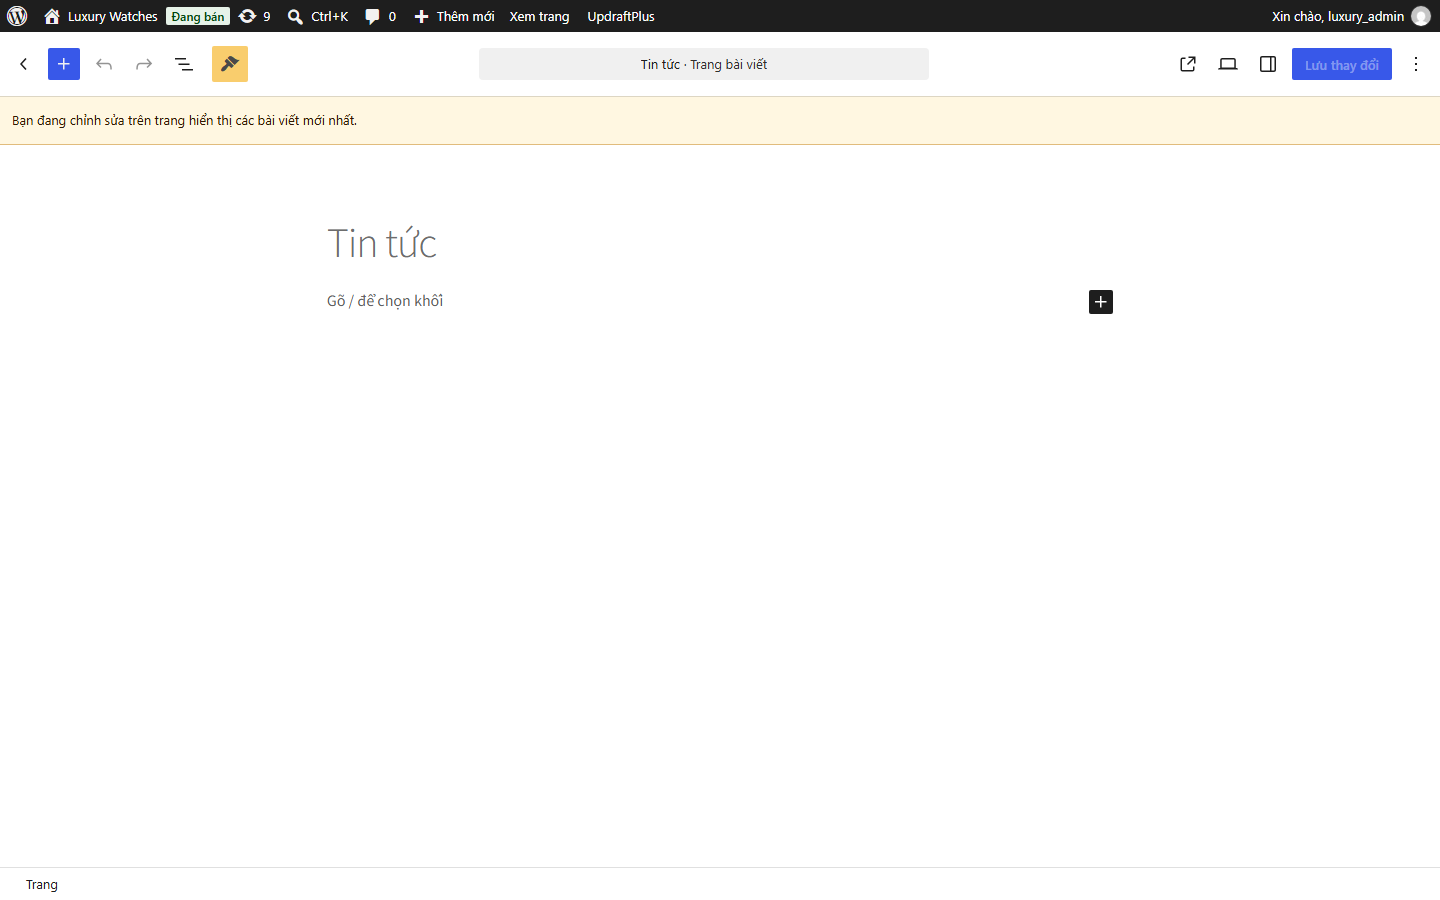 Luxury Watches Đang bán 9 Ctrl+K 0 Thêm mới Xem trang UpdraftPlus Xin chào, luxury_admin
Tin tức · Trang bài viết Lưu thay đổi
Bạn đang chỉnh sửa trên trang hiển thị các bài viết mới nhất.
Tin tức
Gõ / để chọn khối
Trang